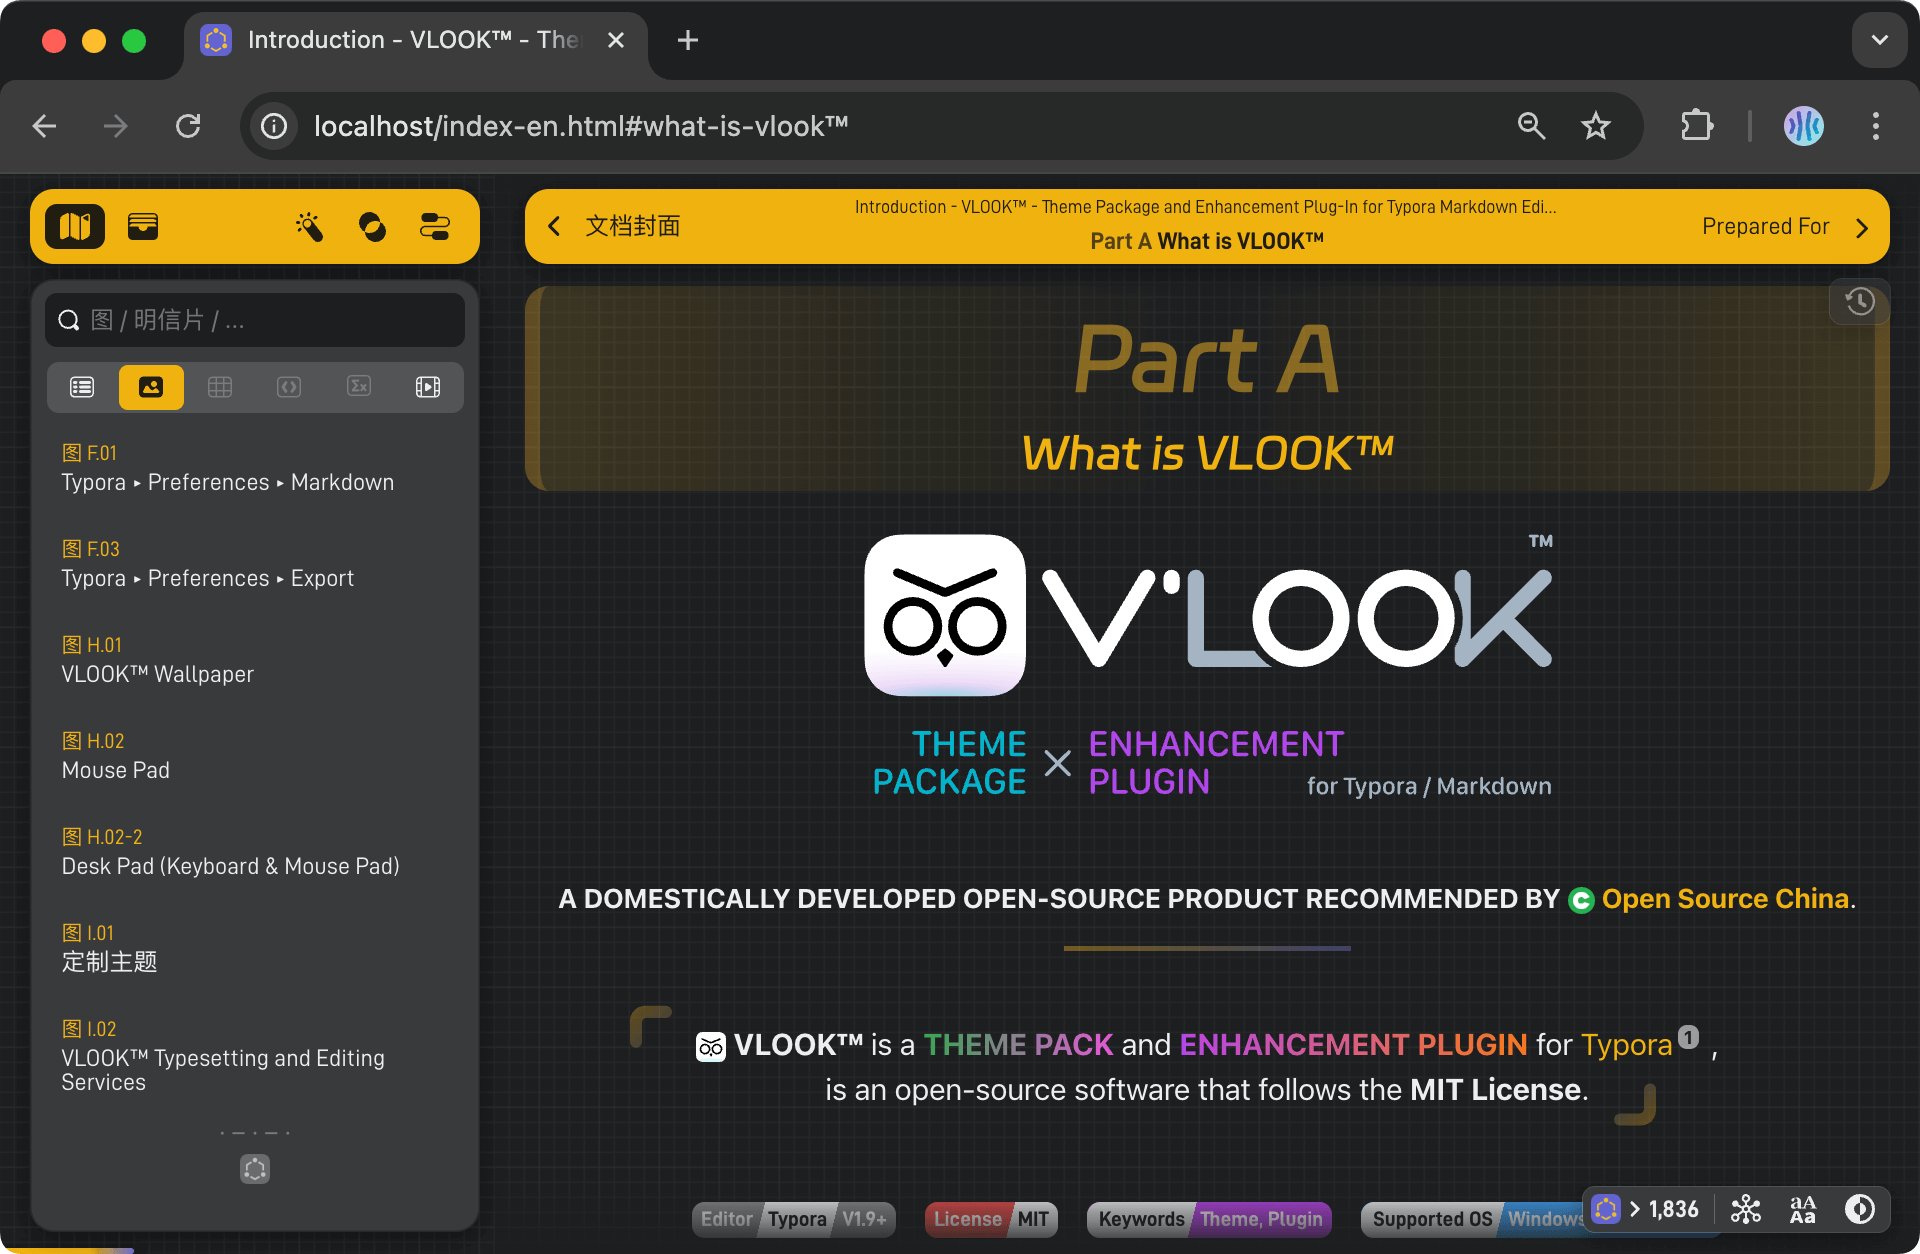 Introduction - VLOOK™ - The
localhost/index-en.html#what-is-vlook™
文档封面
Introduction - VLOOK™ - Theme Package and Enhancement Plug-In for Typora Markdown Edi...
Part A What is VLOOK™
Prepared For
图 / 明信片 / ...
图 F.01
Typora ▸ Preferences ▸ Markdown
图 F.03
Typora ▸ Preferences ▸ Export
图 H.01
VLOOK™ Wallpaper
图 H.02
Mouse Pad
图 H.02-2
Desk Pad (Keyboard & Mouse Pad)
图 I.01
定制主题
图 I.02
VLOOK™ Typesetting and Editing
Services
Part A
What is VLOOK™
VLOOK™
THEME
PACKAGE
×
ENHANCEMENT
PLUGIN
for Typora / Markdown
A DOMESTICALLY DEVELOPED OPEN-SOURCE PRODUCT RECOMMENDED BY Open Source China.
VLOOK™ is a THEME PACK and ENHANCEMENT PLUGIN for Typora 1 ,
is an open-source software that follows the MIT License.
Editor Typora V1.9+
License MIT
Keywords Theme, Plugin
Supported OS Windows
> 1,836
aA
Aa